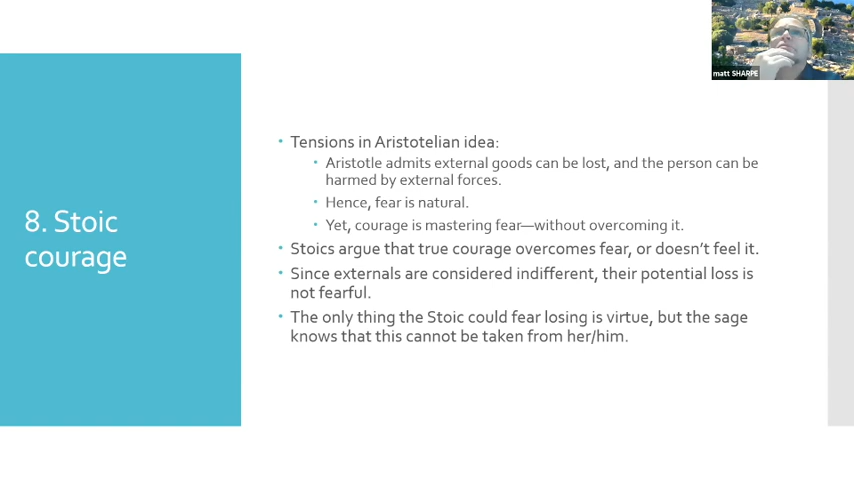 matt SHARPE
8. Stoic
courage
• Tensions in Aristotelian idea:
• Aristotle admits external goods can be lost, and the person can be
harmed by external forces.
• Hence, fear is natural.
• Yet, courage is mastering fear—without overcoming it.
• Stoics argue that true courage overcomes fear, or doesn't feel it.
• Since externals are considered indifferent, their potential loss is
not fearful.
• The only thing the Stoic could fear losing is virtue, but the sage
knows that this cannot be taken from her/him.